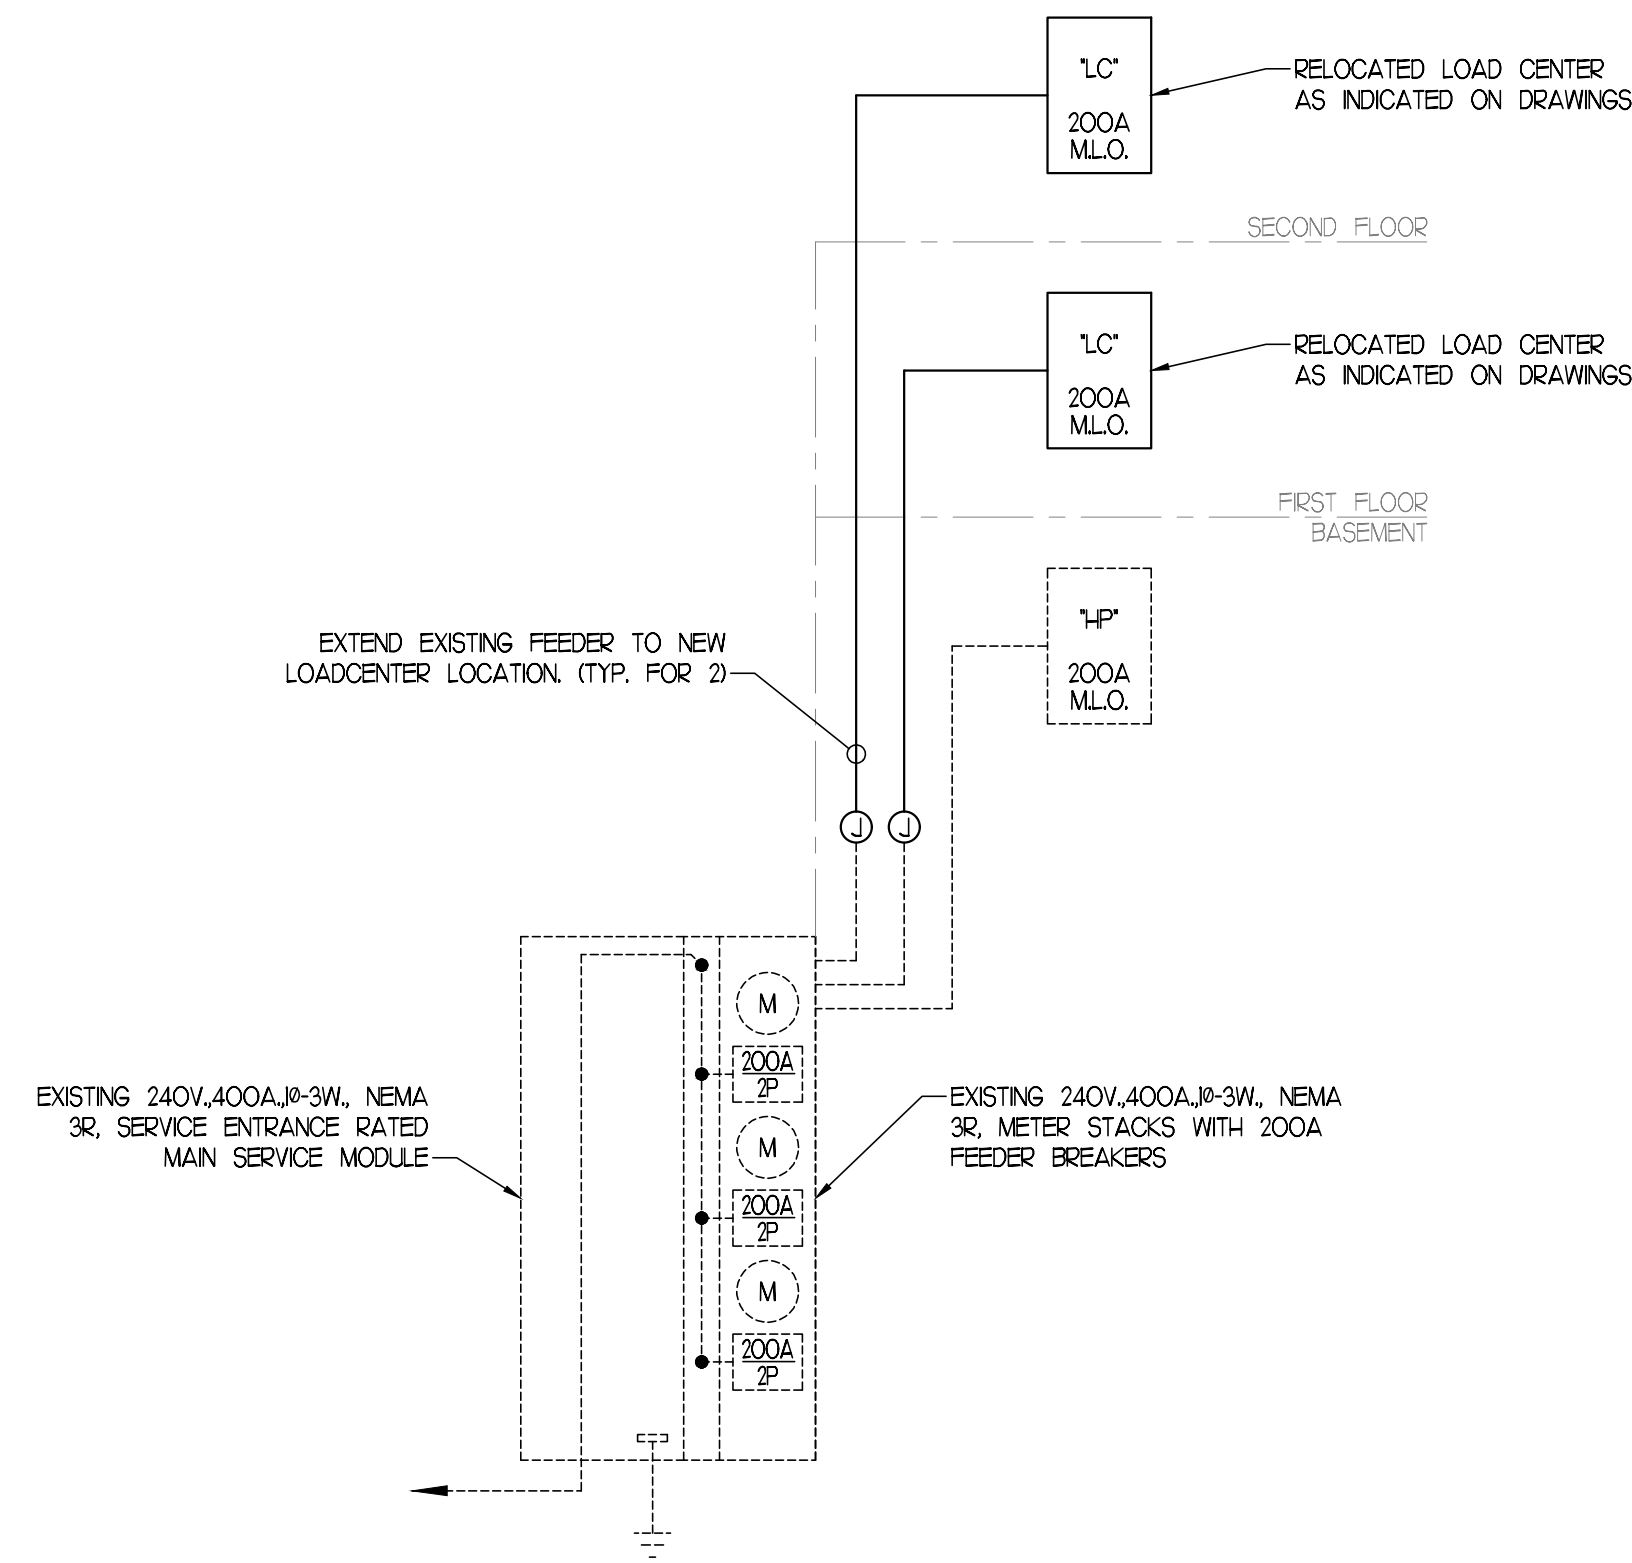 "LC"
200A
M.L.O.
RELOCATED LOAD CENTER
AS INDICATED ON DRAWINGS
SECOND FLOOR
"LC"
200A
M.L.O.
RELOCATED LOAD CENTER
AS INDICATED ON DRAWINGS
FIRST FLOOR
BASEMENT
"HP"
200A
M.L.O.
EXTEND EXISTING FEEDER TO NEW
LOADCENTER LOCATION. (TYP. FOR 2)
J
J
M
200A
2P
M
200A
2P
M
200A
2P
EXISTING 240V.,400A.,1Ø-3W., NEMA
3R, SERVICE ENTRANCE RATED
MAIN SERVICE MODULE
EXISTING 240V.,400A.,1Ø-3W., NEMA
3R, METER STACKS WITH 200A
FEEDER BREAKERS